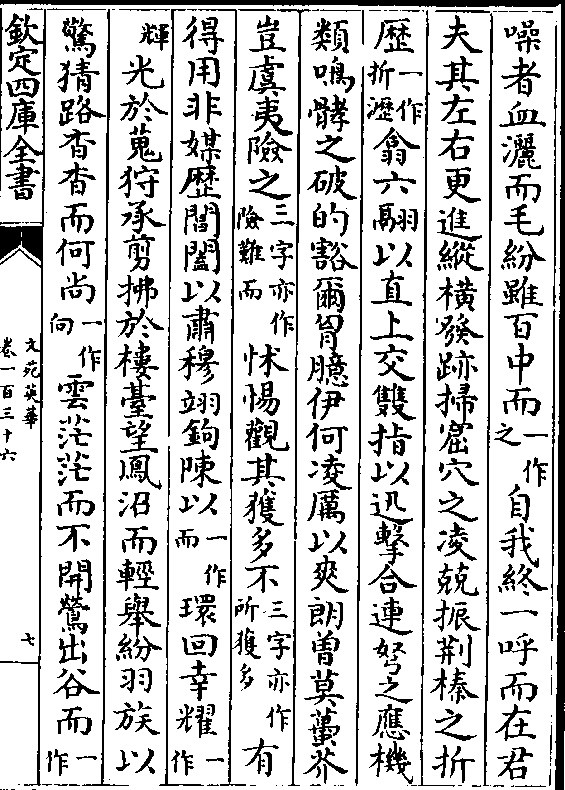 噪者血灑而毛紛雖百中而一作之自我終一呼而在君
夫其左右更進縱橫發跡掃窟穴之凌兢振荆榛之折
歷一作折瀝翕六翮以直上交雙指以迅擊合連弩之應機
類鳴髇之破的豁爾胷臆伊何凌厲以爽朗曽莫蠆芥
豈虞夷險之三字亦作險難而怵惕觀其獲多不三字亦作所獲多有
得用非媒歴閶闔以肅穆翊鉤陳以一作而環回幸耀一作
輝光於蒐狩承剪拂於樓臺望鳳沼而輕舉紛羽族以
驚猜路杳杳而何尚一作向雲茫茫而不開鶯出谷而一作
欽定四庫全書
文苑英華
卷一百三十六
七